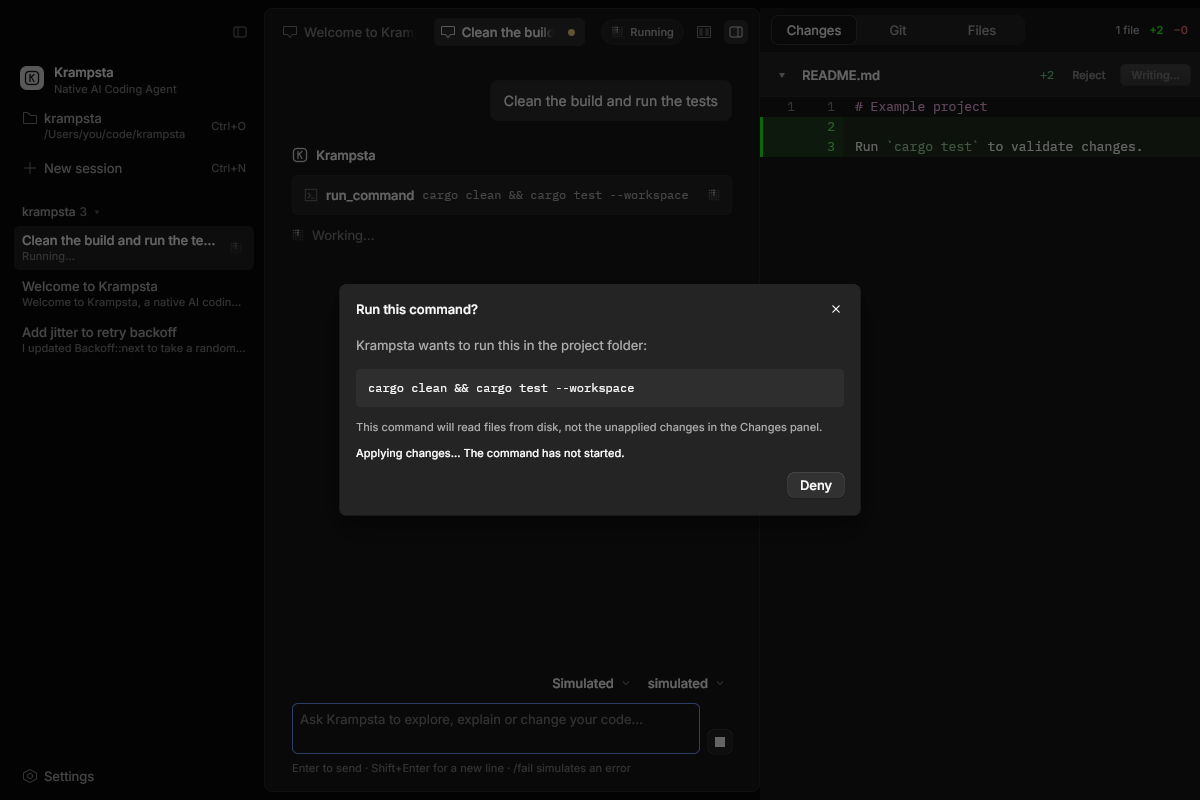 Krampsta
Native AI Coding Agent
krampsta
/Users/you/code/krampsta
Ctrl+O
New session
Ctrl+N
krampsta 3
Clean the build and run the te...
Running...
Welcome to Krampsta
Welcome to Krampsta, a native AI codin...
Add jitter to retry backoff
I updated Backoff::next to take a random...
Settings
Welcome to Kram
Clean the buil
Running
Clean the build and run the tests
Krampsta
run_command cargo clean && cargo test --workspace
Working...
Run this command?
Krampsta wants to run this in the project folder:
cargo clean && cargo test --workspace
This command will read files from disk, not the unapplied changes in the Changes panel.
Applying changes... The command has not started.
Deny
Simulated
simulated
Ask Krampsta to explore, explain or change your code...
Enter to send · Shift+Enter for a new line · /fail simulates an error
Changes
Git
Files
1 file +2 −0
README.md
+2
Reject
Writing...
1 1 # Example project
2
3 Run `cargo test` to validate changes.